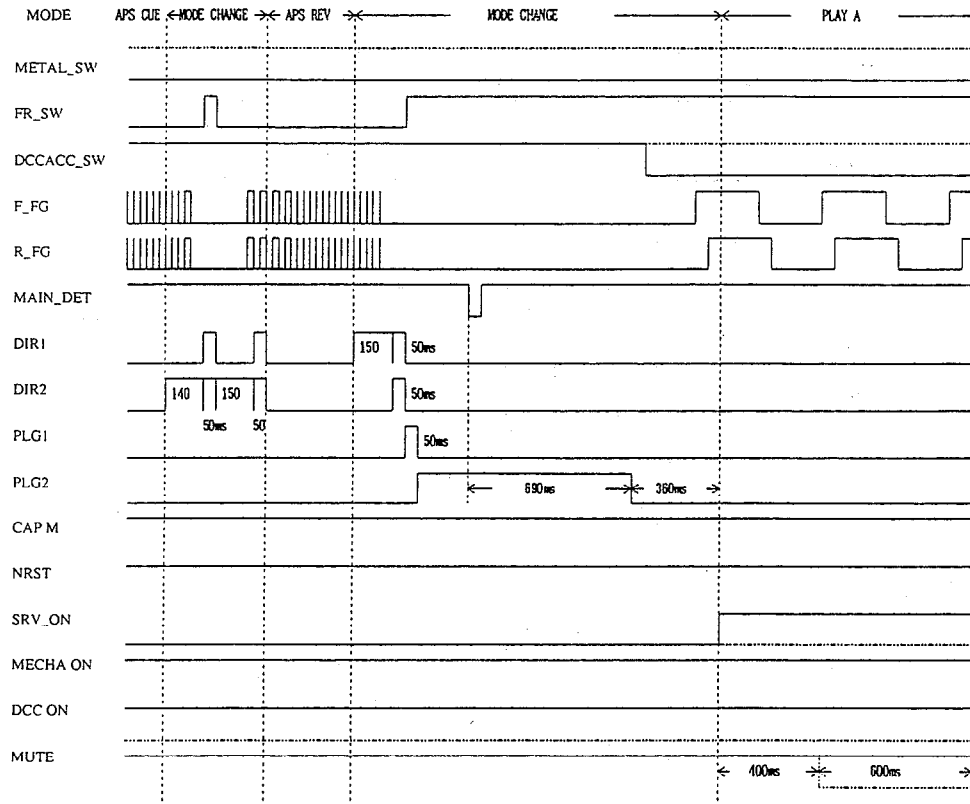 MODE APS CUE MODE CHANGE APS REV MODE CHANGE PLAY A
METAL_SW
FR_SW
DCCACC_SW
F_FG
R_FG
MAIN_DET
DIR1 150 50ms
DIR2 140 150 50ms
50ms 50
PLG1 50ms
PLG2 690ms 360ms
CAP M
NRST
SRV_ON
MECHA ON
DCC ON
MUTE
400ms 600ms